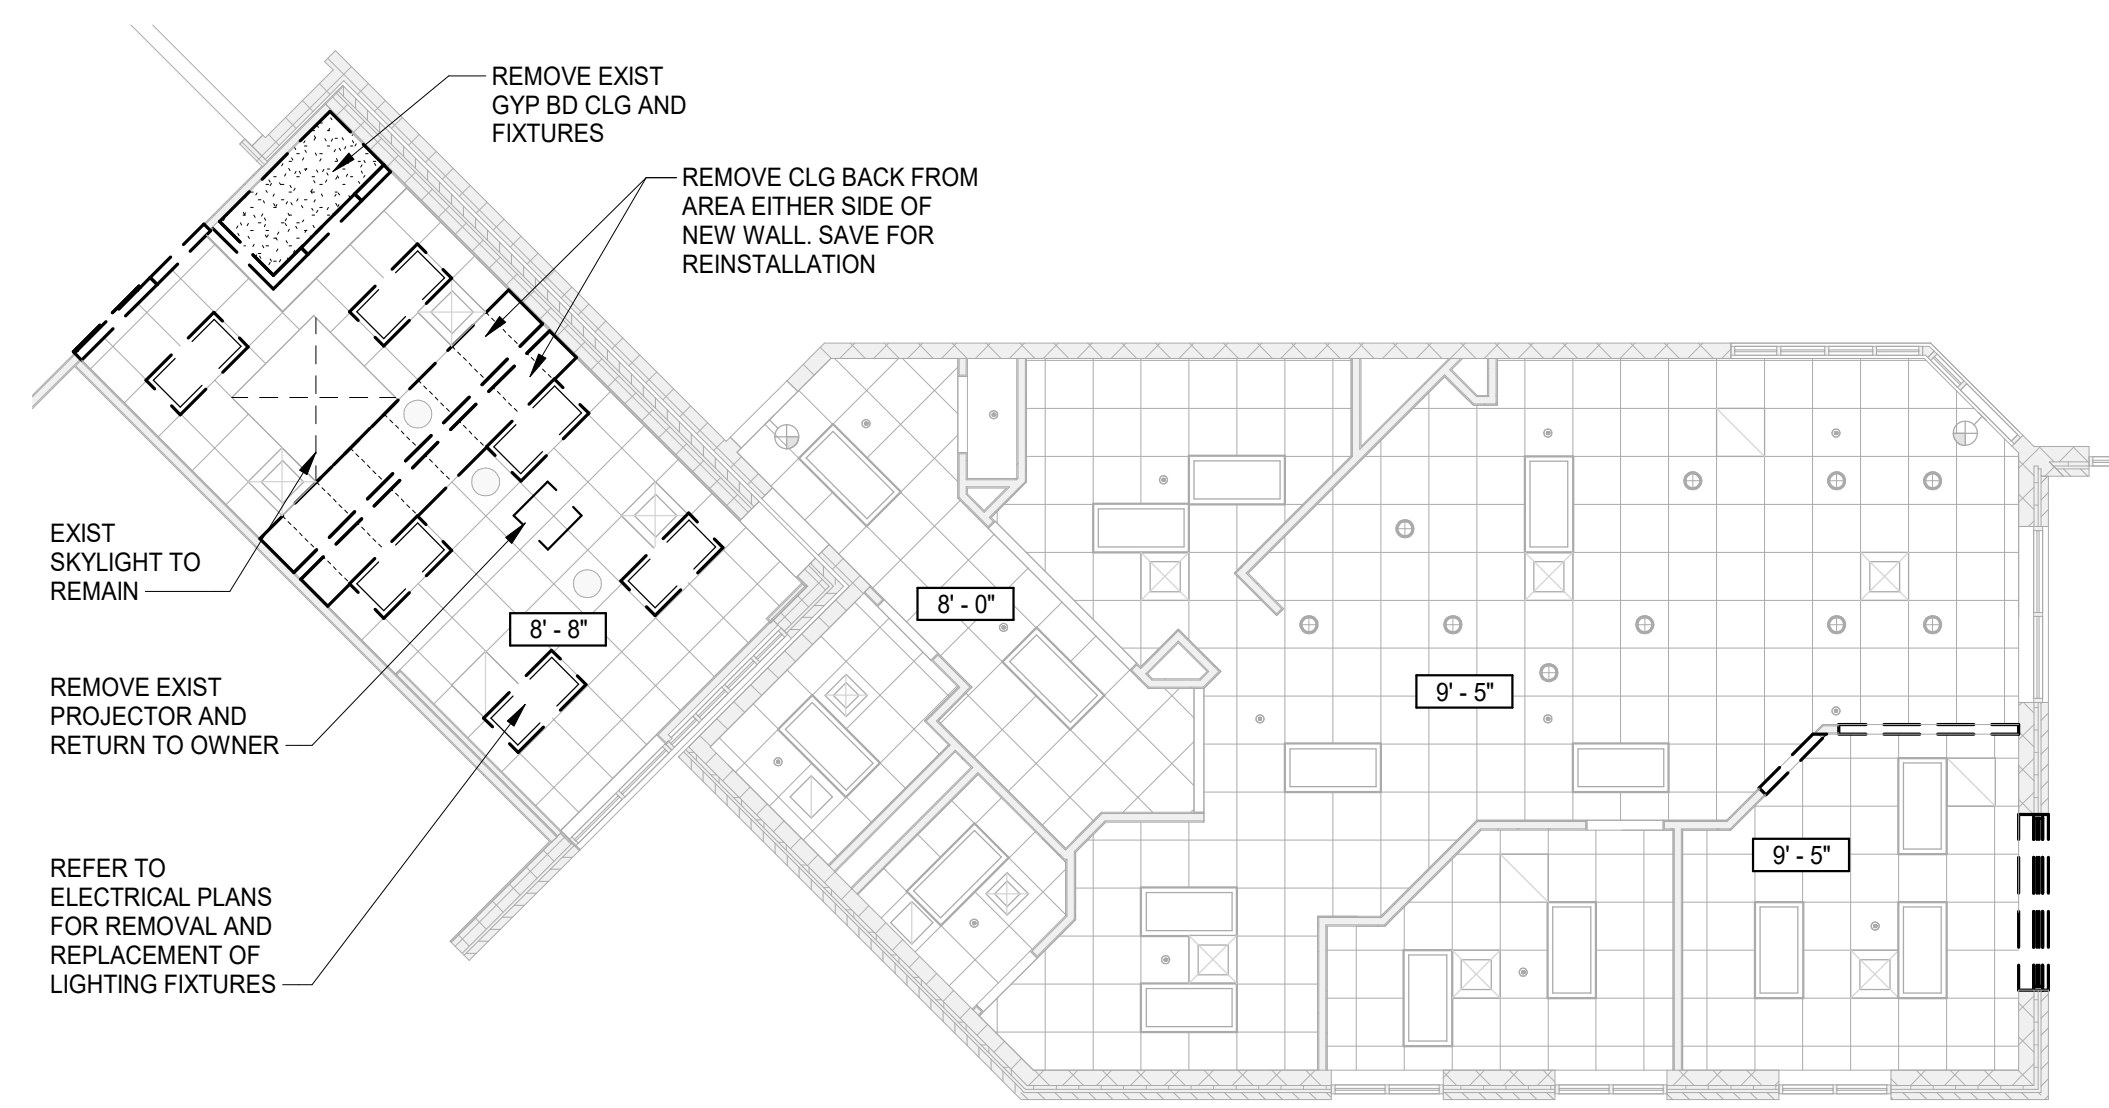 REMOVE EXIST
GYP BD CLG AND
FIXTURES
REMOVE CLG BACK FROM
AREA EITHER SIDE OF
NEW WALL. SAVE FOR
REINSTALLATION
EXIST
SKYLIGHT TO
REMAIN
8' - 0"
8' - 8"
REMOVE EXIST
PROJECTOR AND
RETURN TO OWNER
9' - 5"
9' - 5"
REFER TO
ELECTRICAL PLANS
FOR REMOVAL AND
REPLACEMENT OF
LIGHTING FIXTURES